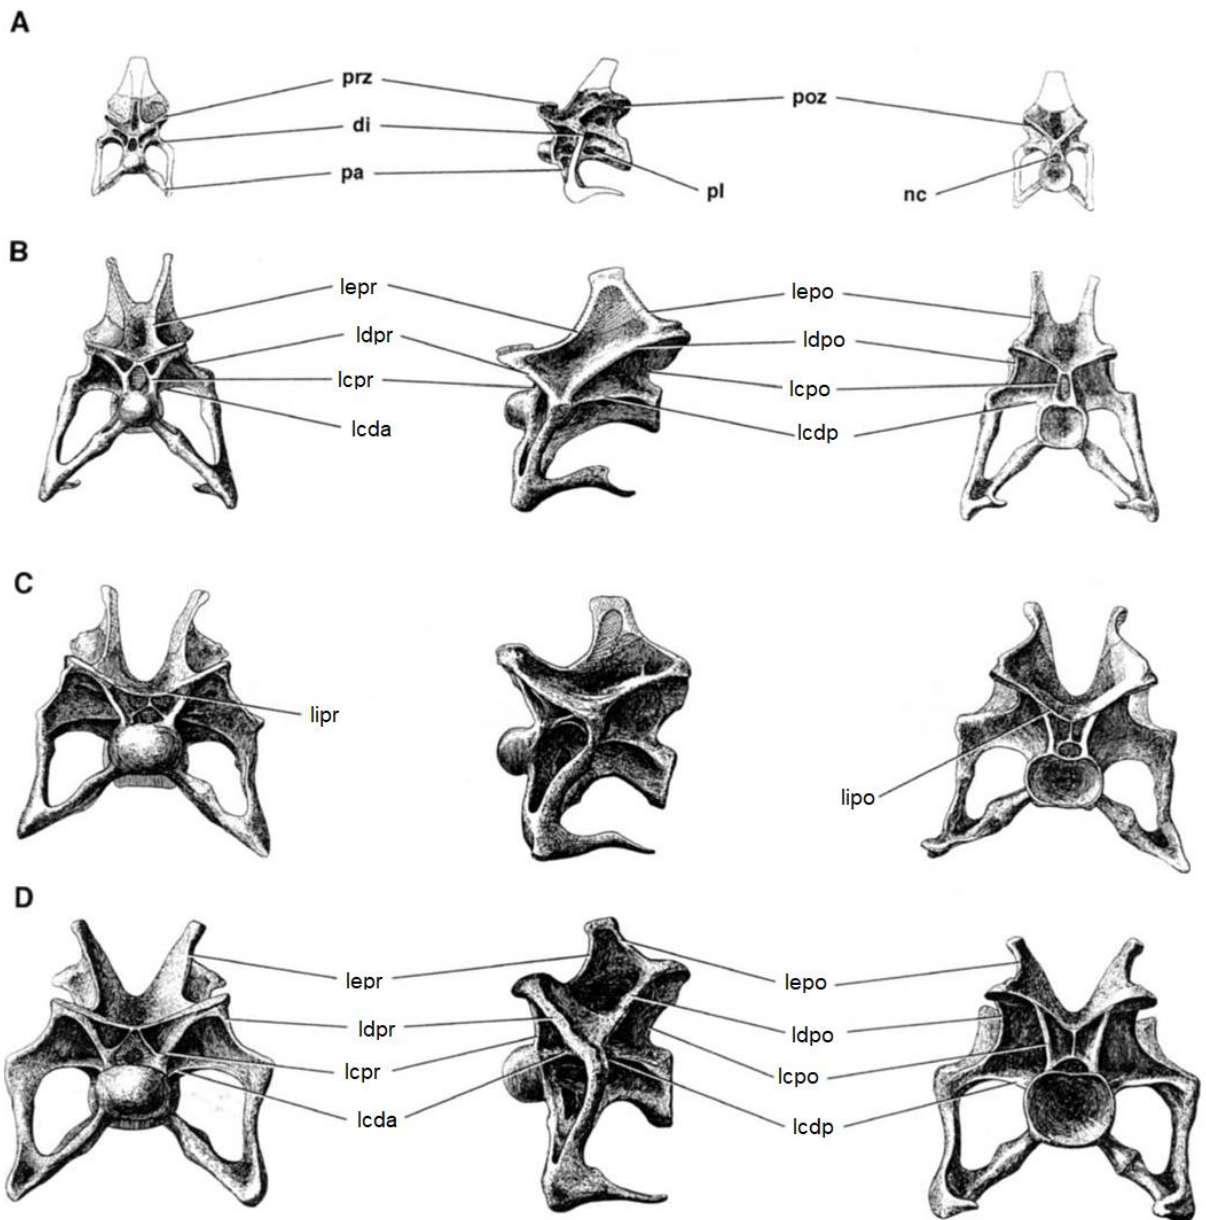 A
prz
di
pa
poz
pl
nc
B
lepr
ldpr
lcpr
lcda
lepo
ldpo
lcpo
lcdp
C
lipr
lipo
D
lepr
ldpr
lcpr
lcda
lepo
ldpo
lcpo
lcdp